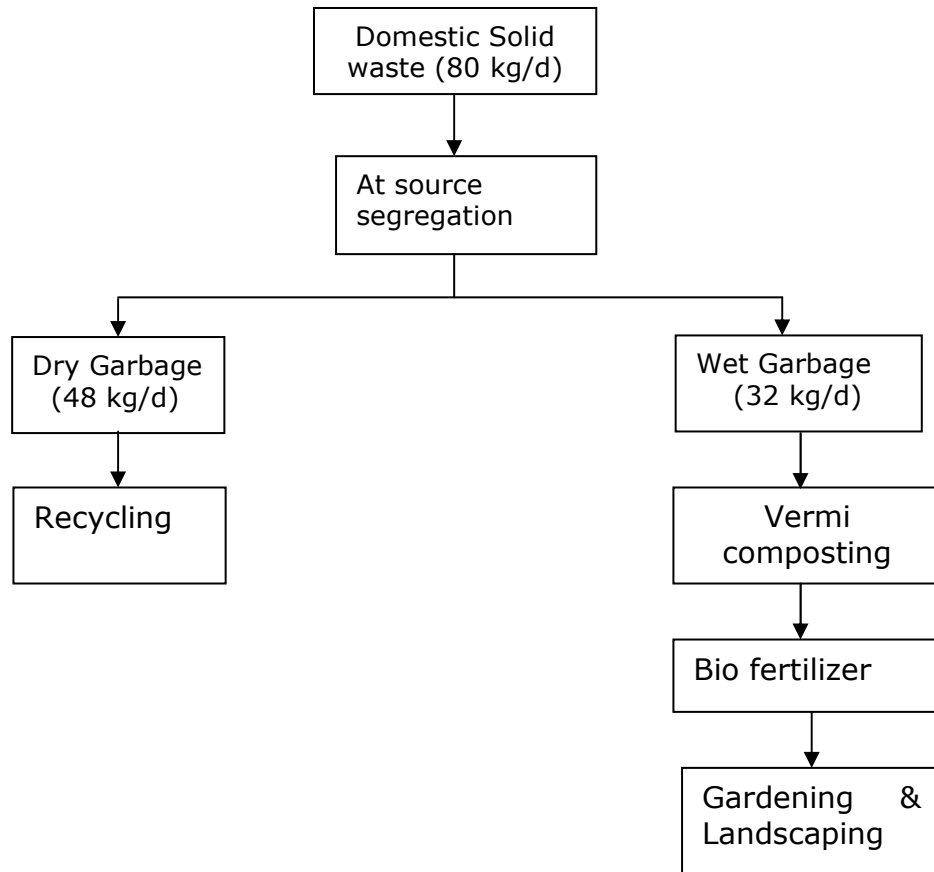 Domestic Solid
waste (80 kg/d)
At source
segregation
Dry Garbage
(48 kg/d)
Wet Garbage
(32 kg/d)
Recycling
Vermi
composting
Bio fertilizer
Gardening &
Landscaping